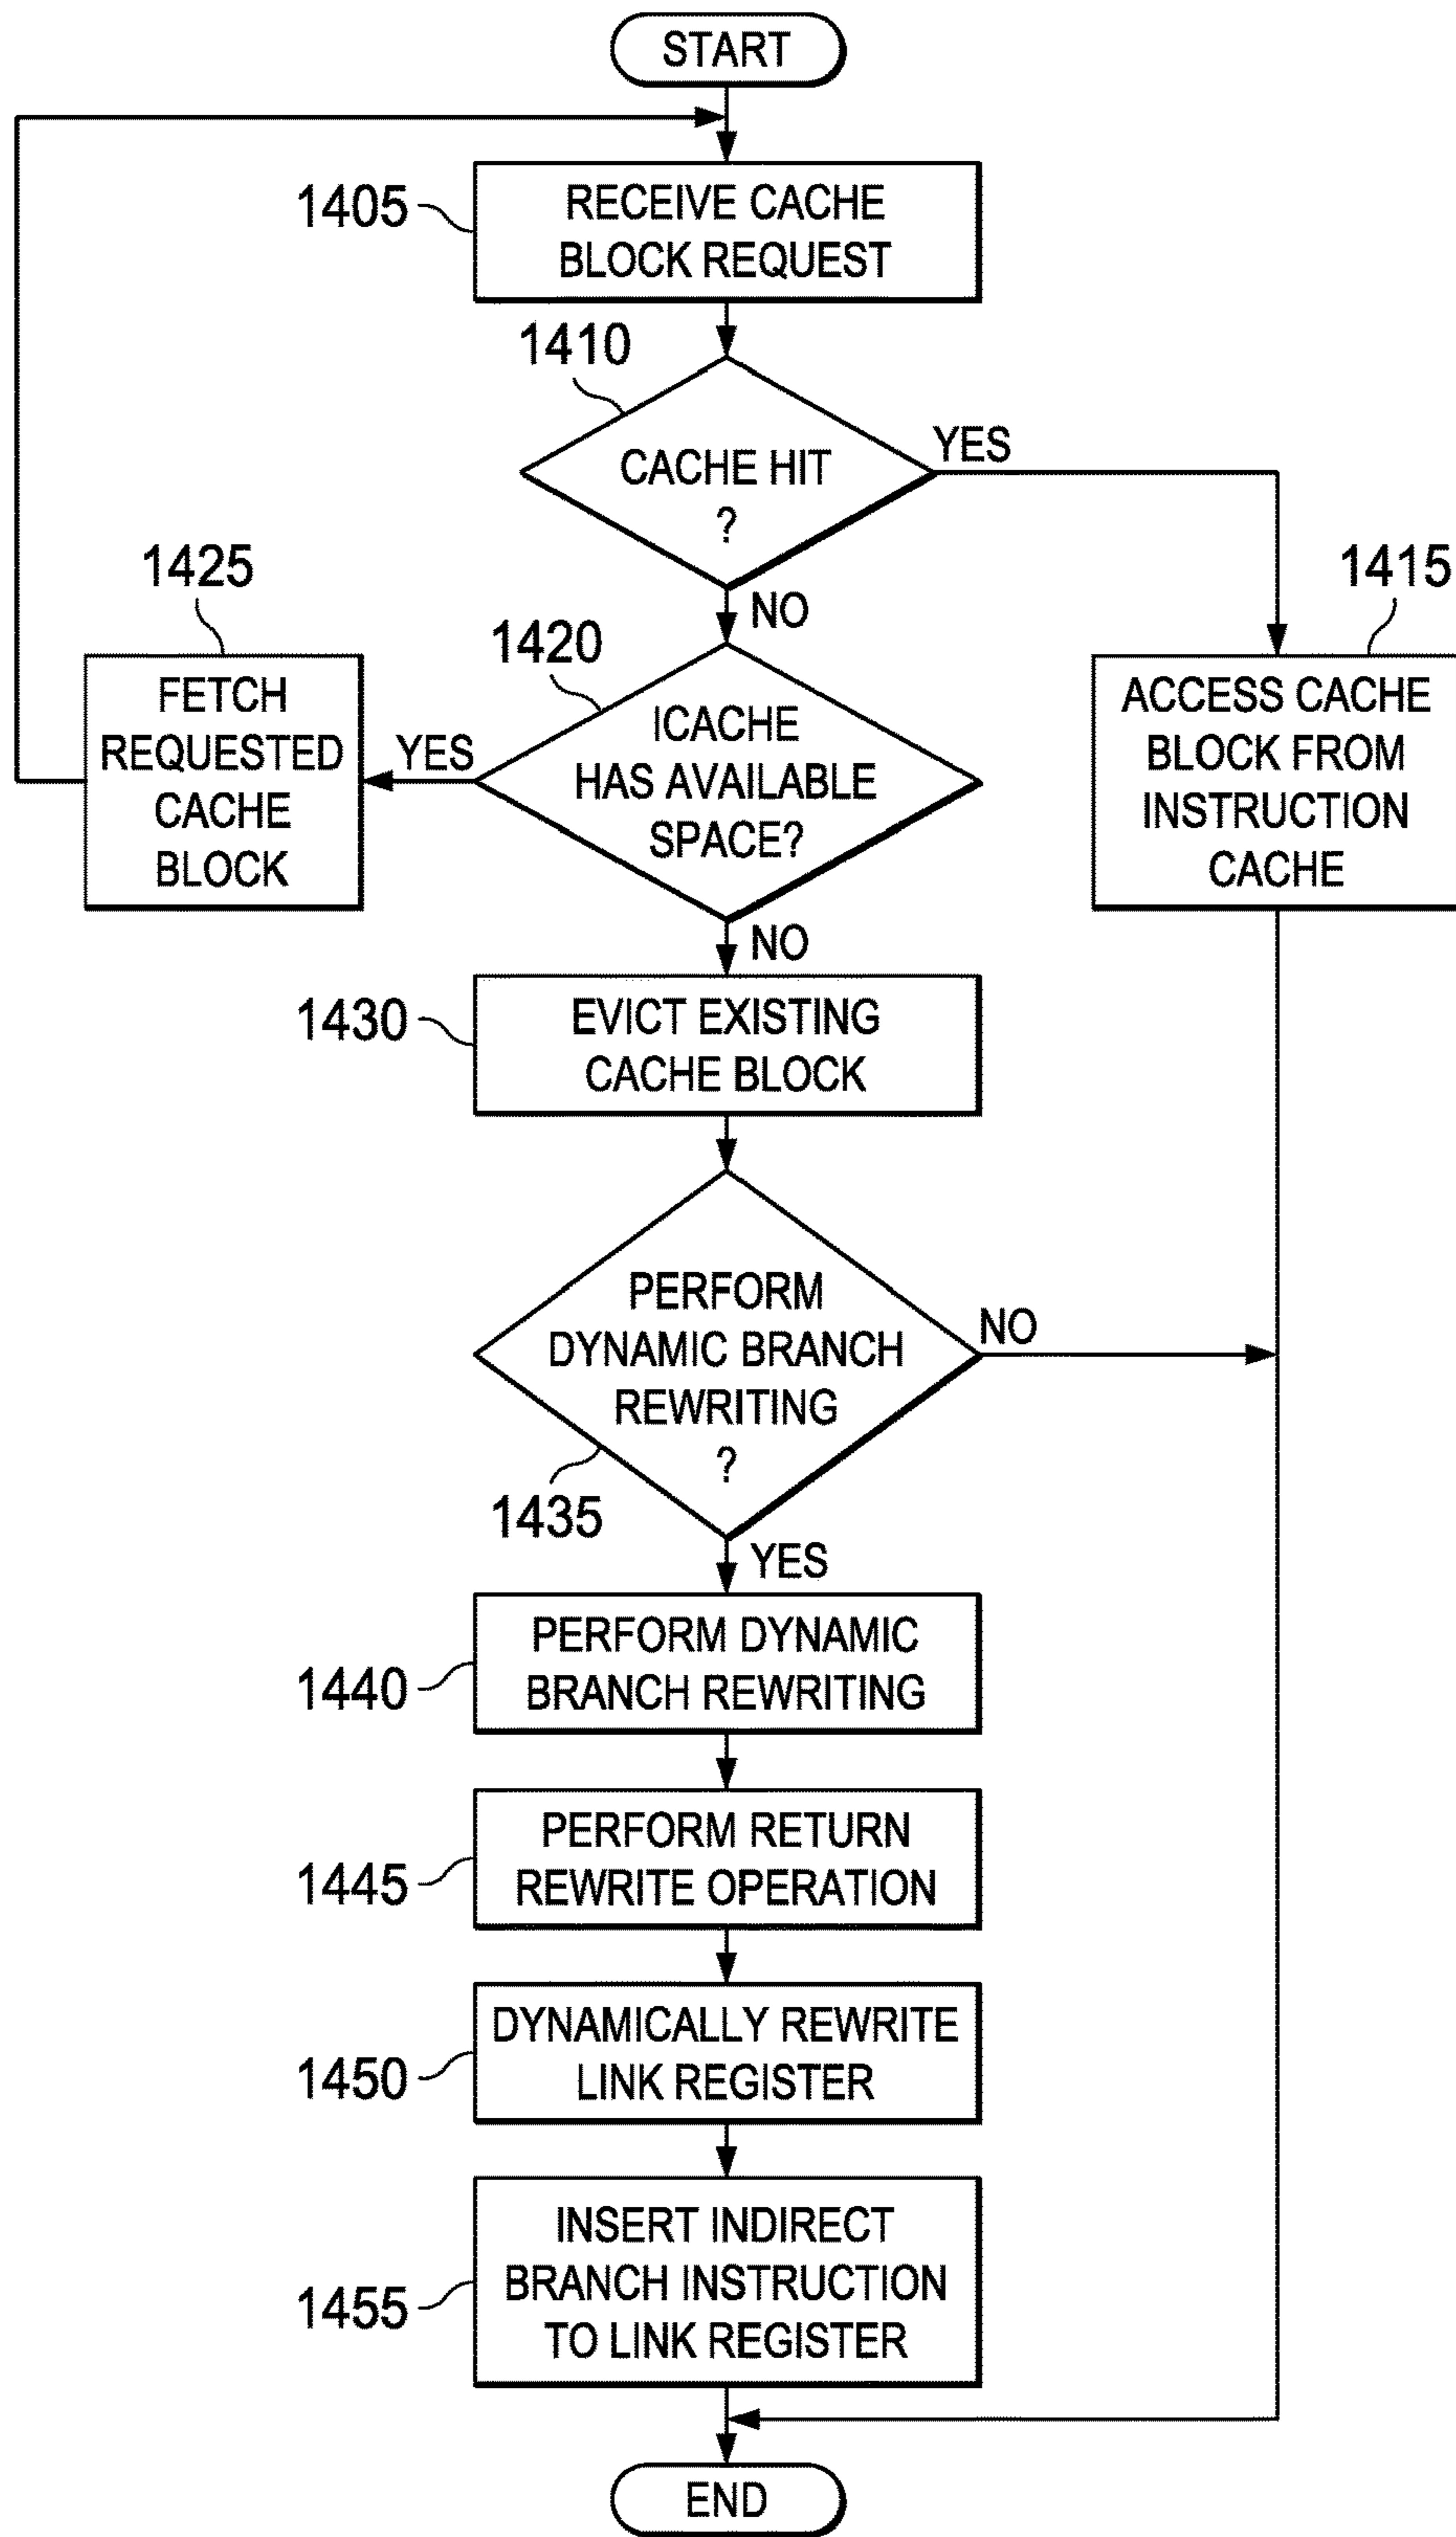 START
1405
RECEIVE CACHE
BLOCK REQUEST
1410
CACHE HIT
?
YES
NO
1415
ACCESS CACHE
BLOCK FROM
INSTRUCTION
CACHE
1420
ICACHE
HAS AVAILABLE
SPACE?
YES
NO
1425
FETCH
REQUESTED
CACHE
BLOCK
1430
EVICT EXISTING
CACHE BLOCK
PERFORM
DYNAMIC BRANCH
REWRITING
?
1435
NO
YES
1440
PERFORM DYNAMIC
BRANCH REWRITING
1445
PERFORM RETURN
REWRITE OPERATION
1450
DYNAMICALLY REWRITE
LINK REGISTER
1455
INSERT INDIRECT
BRANCH INSTRUCTION
TO LINK REGISTER
END